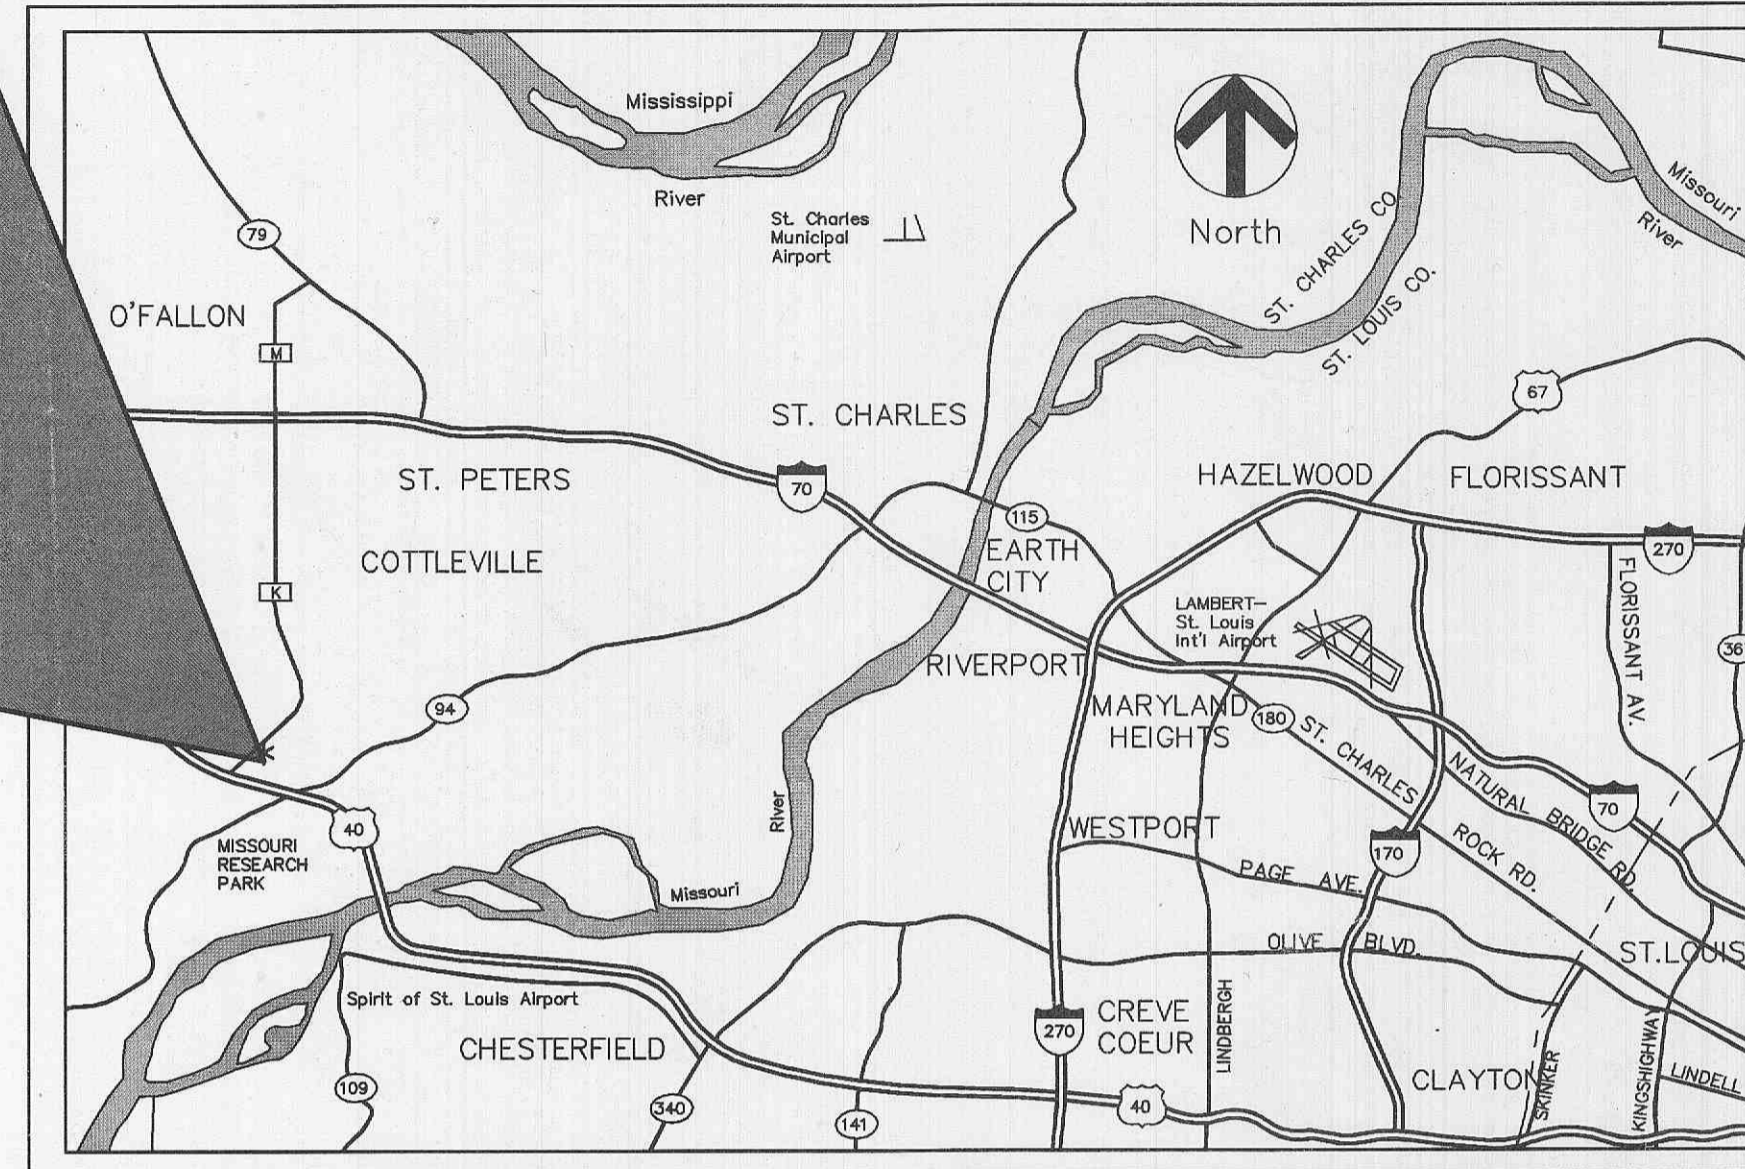 Mississippi
River
St. Charles
Municipal
Airport
North
Missouri
River
ST. CHARLES CO.
ST. LOUIS CO.
79
O'FALLON
M
67
ST. CHARLES
70
ST. PETERS
HAZELWOOD
FLORISSANT
115
EARTH
CITY
270
COTTLEVILLE
K
LAMBERT–
St. Louis
Int'l Airport
FLORISSANT AV.
36
RIVERPORT
94
MARYLAND
HEIGHTS
180
ST. CHARLES
ROCK RD.
NATURAL BRIDGE RD.
70
40
River
WESTPORT
170
PAGE AVE.
MISSOURI
RESEARCH
PARK
Missouri
OLIVE BLVD.
ST.LOUIS
Spirit of St. Louis Airport
CHESTERFIELD
270
CREVE
COEUR
LINDBERGH
CLAYTON
SKINKER
KINGSHIGHWAY
LINDELL
109
340
141
40